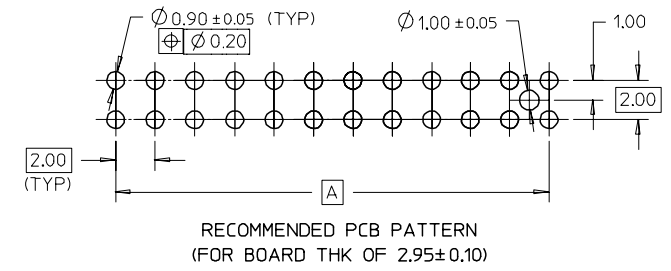 Ø0.90 ±0.05 (TYP)
⌖ Ø 0.20
Ø1.00 ±0.05
1.00
2.00
2.00
(TYP)
A
RECOMMENDED PCB PATTERN
(FOR BOARD THK OF 2.95±0.10)